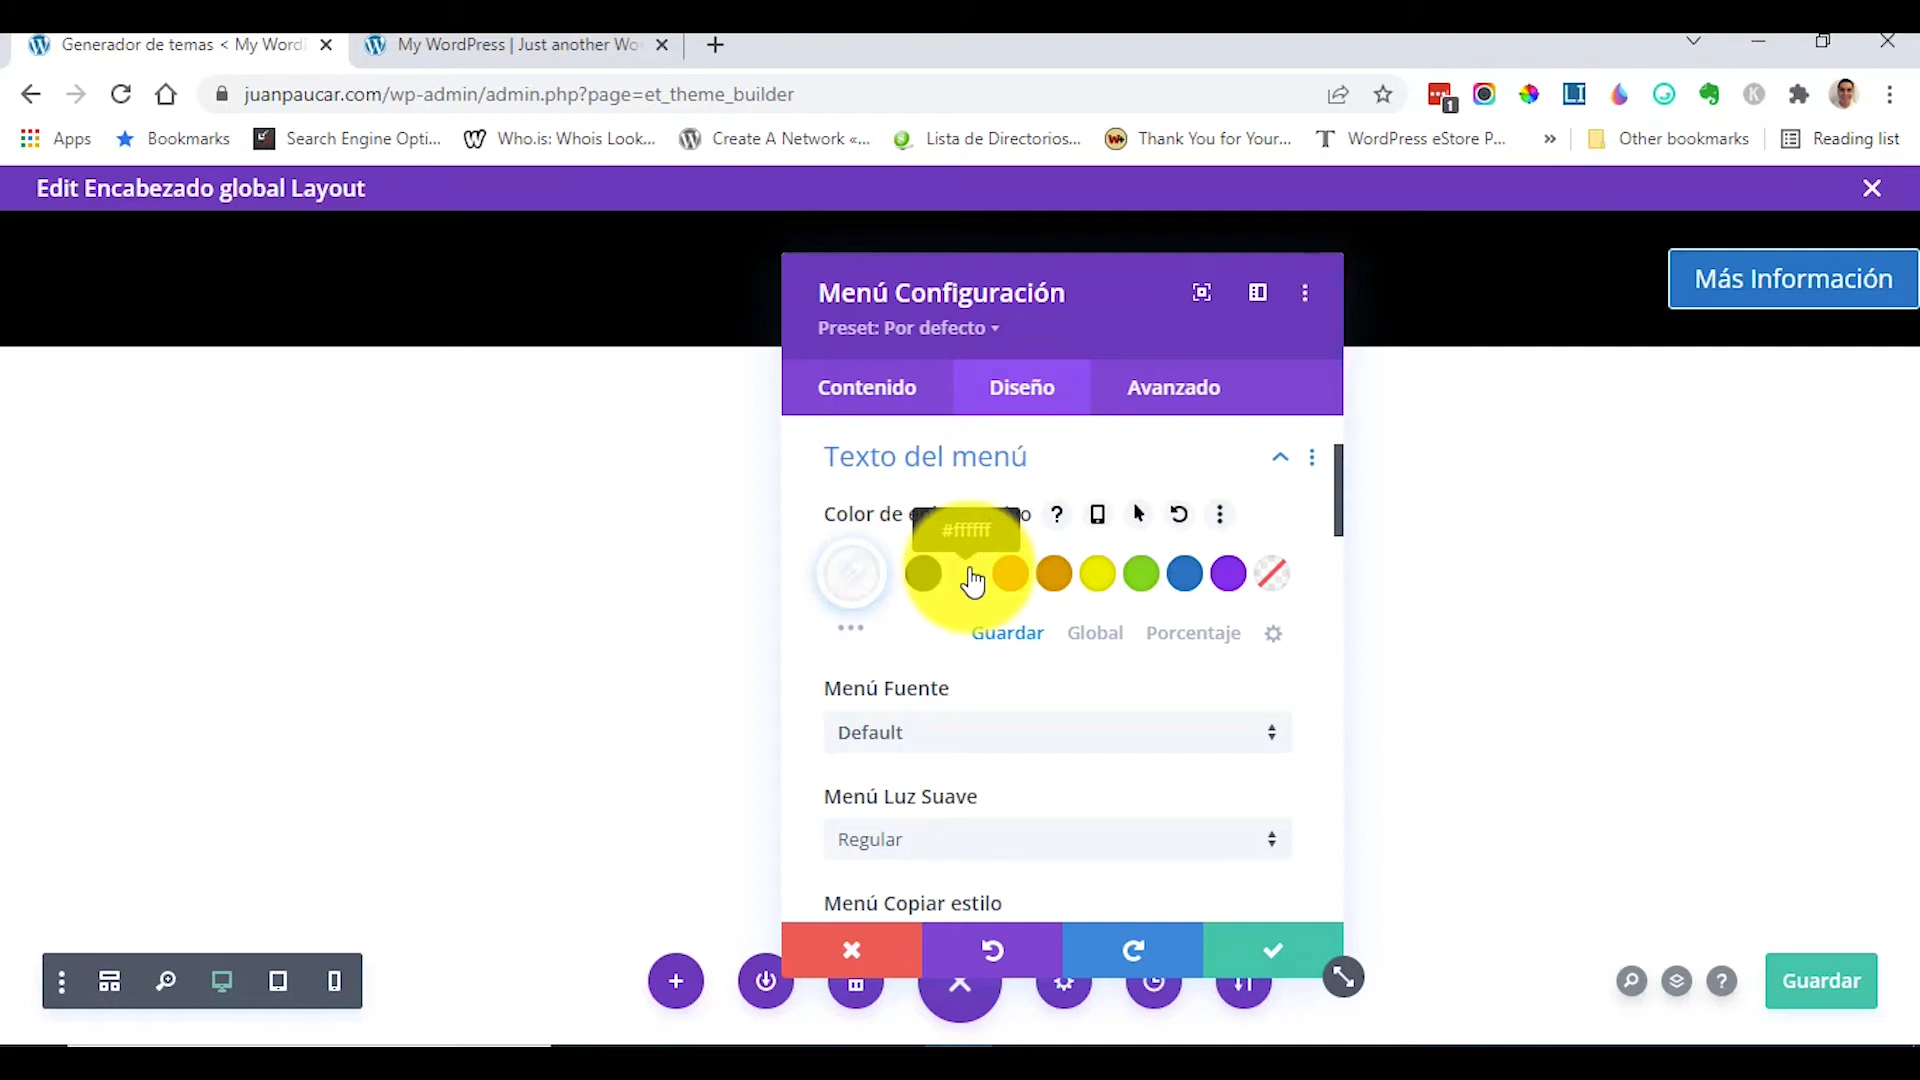 Generador de temas < My Word
My WordPress | Just another Wo
juanpaucar.com/wp-admin/admin.php?page=et_theme_builder
1
Apps
Bookmarks
Search Engine Opti...
Who.is: Whois Look...
Create A Network «...
Lista de Directorios...
Thank You for Your...
WordPress eStore P...
»
Other bookmarks
Reading list
Edit Encabezado global Layout
Más Información
Menú Configuración
Preset: Por defecto
Contenido
Diseño
Avanzado
Texto del menú
Color de
#ffffff
Guardar
Global
Porcentaje
Menú Fuente
Default
Menú Luz Suave
Regular
Menú Copiar estilo
Guardar